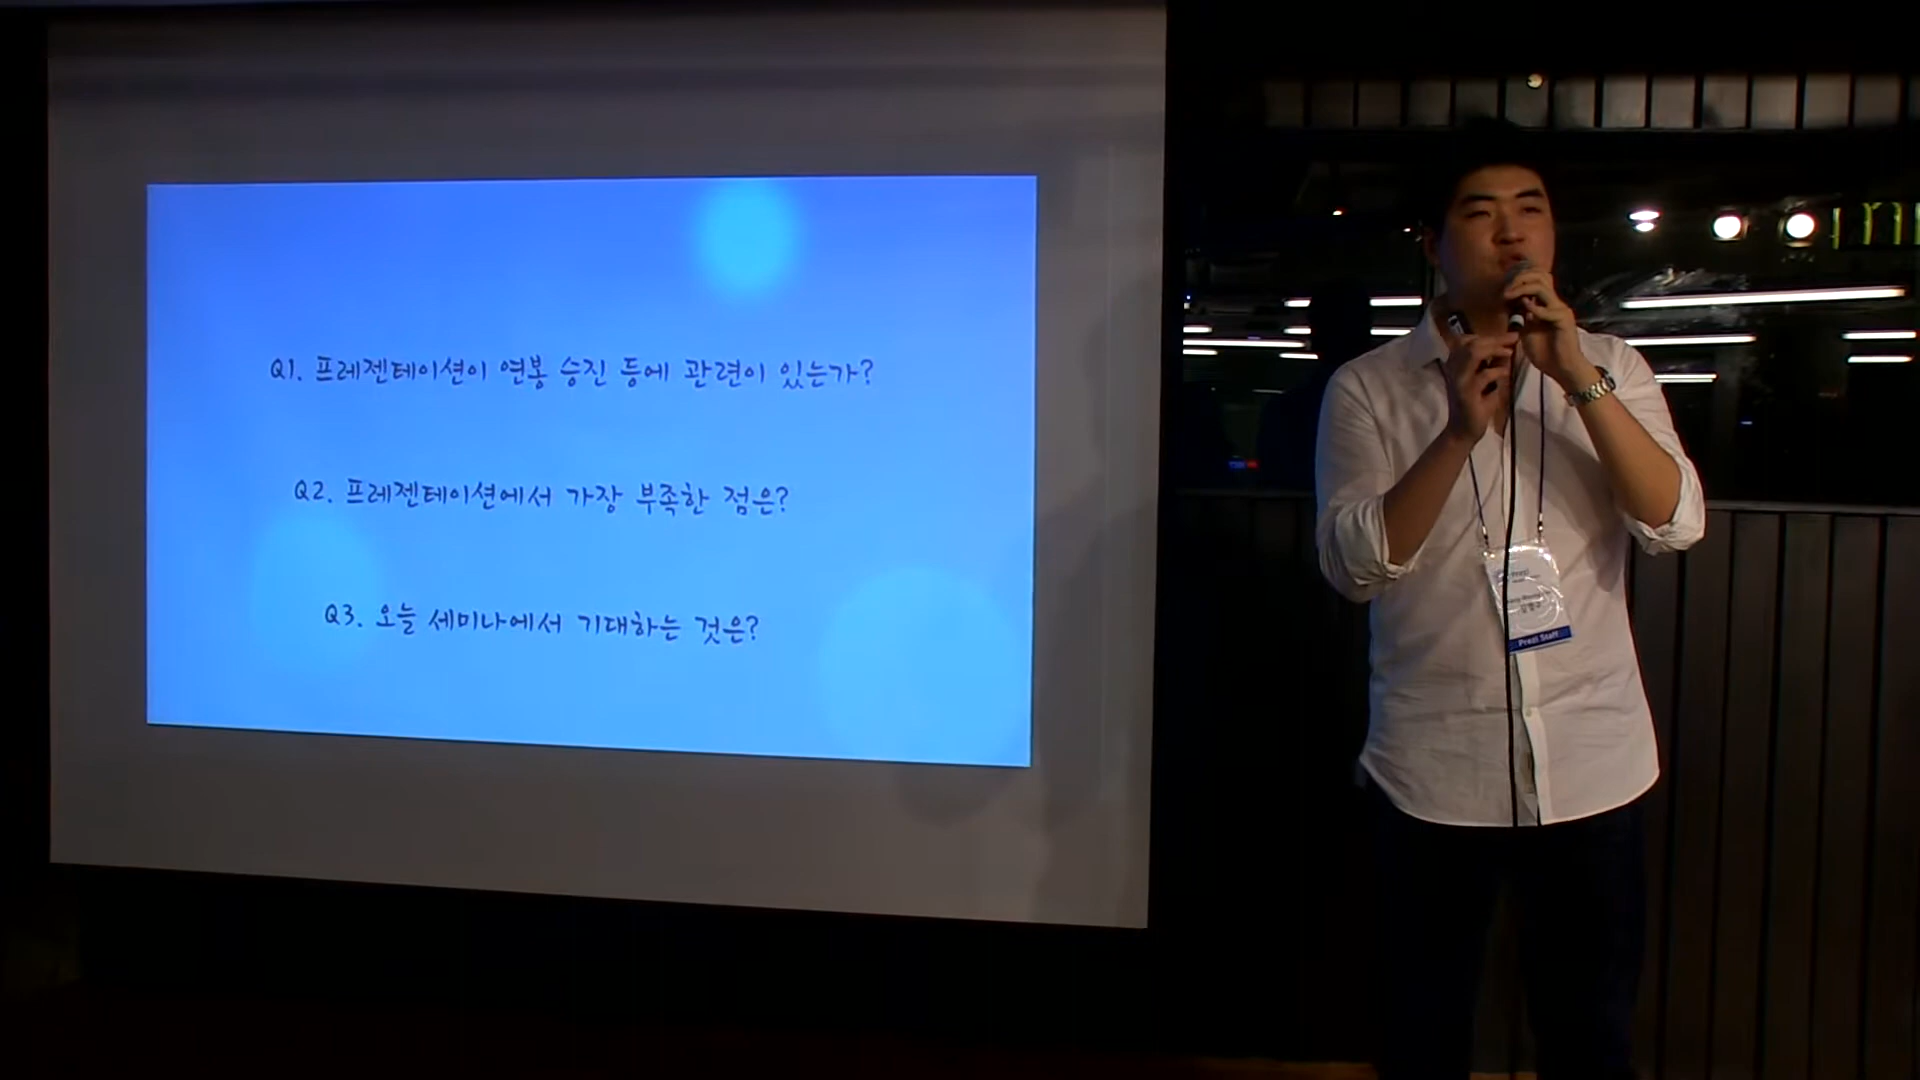 Q1. 프레젠테이션이 연봉 승진 등에 관련이 있는가?
Q2. 프레젠테이션에서 가장 부족한 점은?
Q3. 오늘 세미나에서 기대하는 것은?
Prezi
Prezi Staff